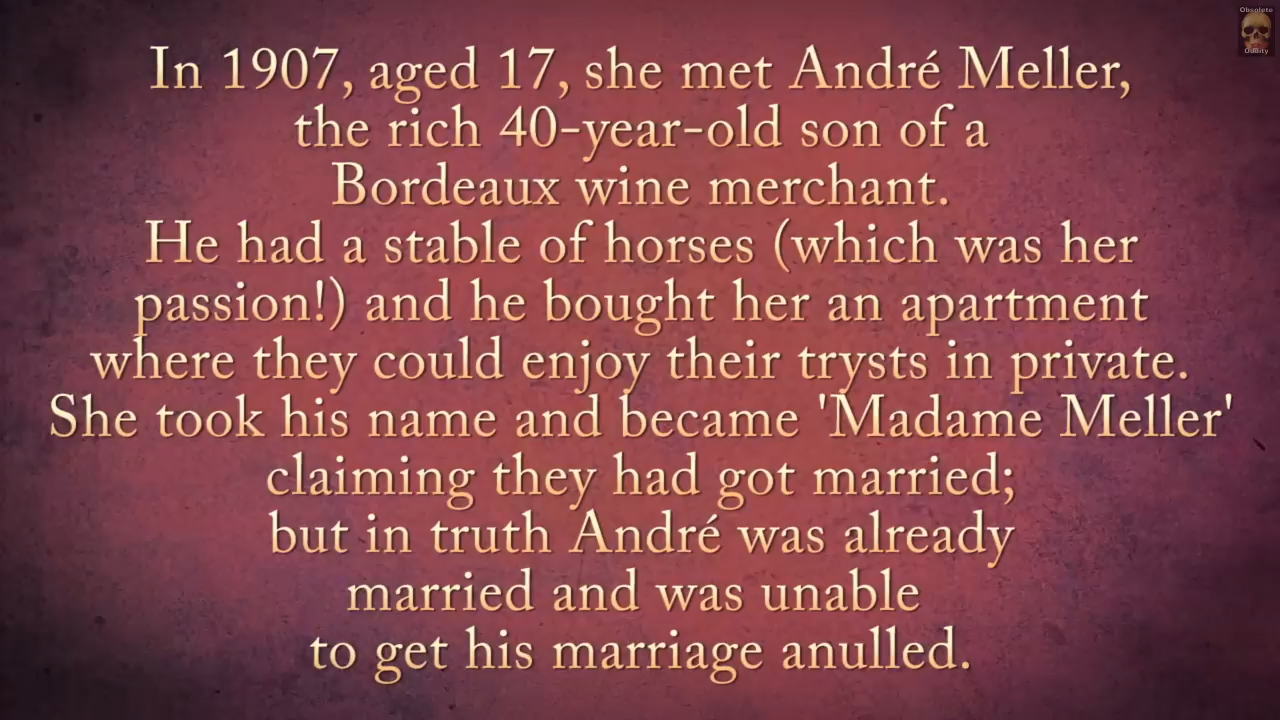 Obsolete
Oddity
In 1907, aged 17, she met André Meller,
the rich 40-year-old son of a
Bordeaux wine merchant.
He had a stable of horses (which was her
passion!) and he bought her an apartment
where they could enjoy their trysts in private.
She took his name and became 'Madame Meller'
claiming they had got married;
but in truth André was already
married and was unable
to get his marriage anulled.